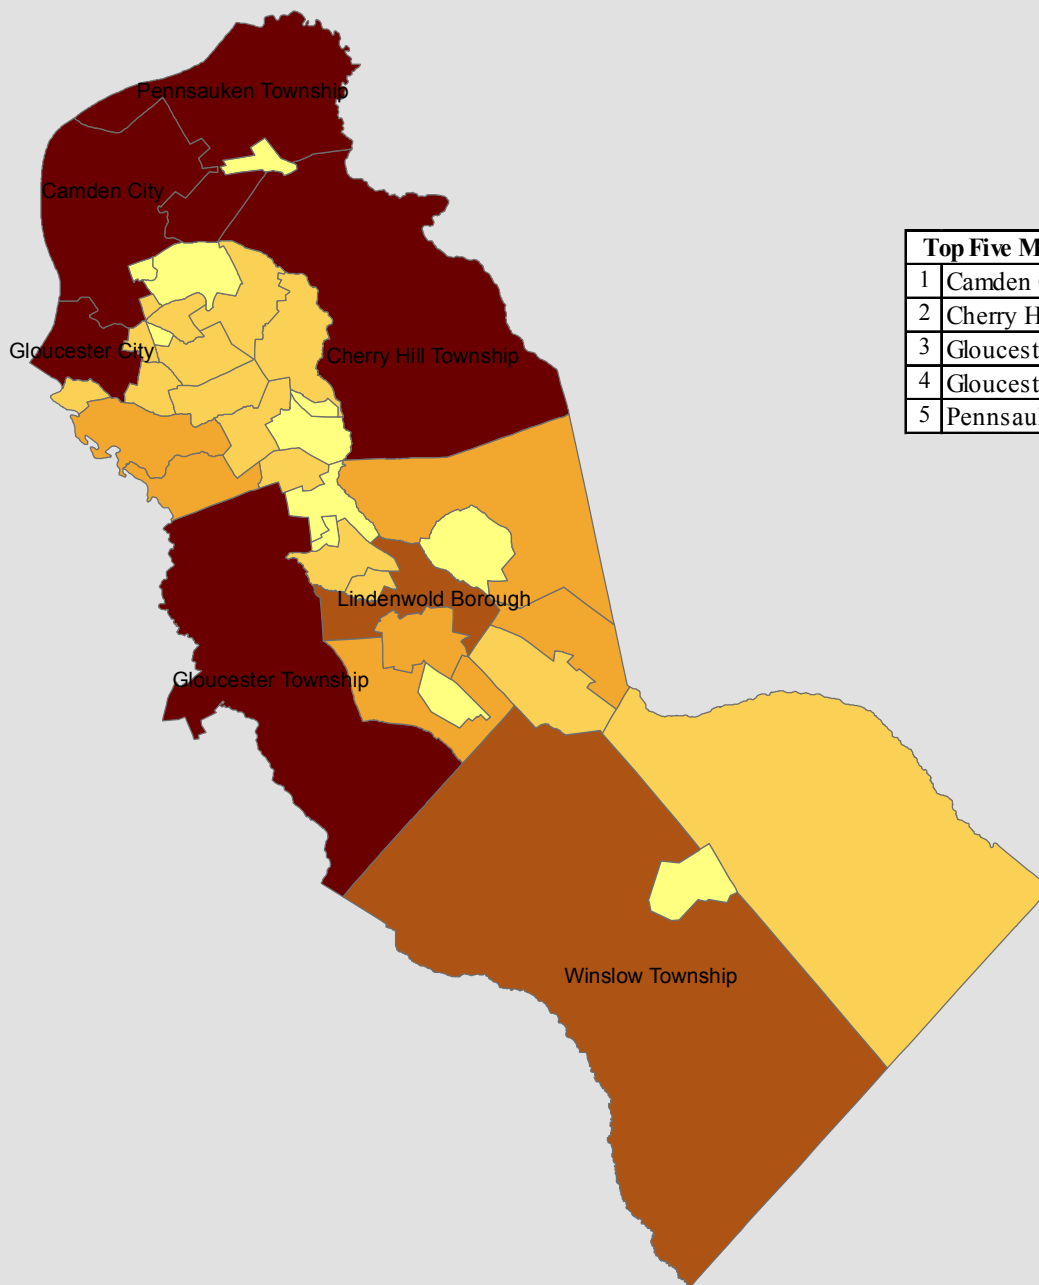 Pennsauken Township
Camden City
Gloucester City
Cherry Hill Township
Lindenwold Borough
Gloucester Township
Winslow Township
Top Five M
1 Camden
2 Cherry H
3 Gloucest
4 Gloucest
5 Pennsau